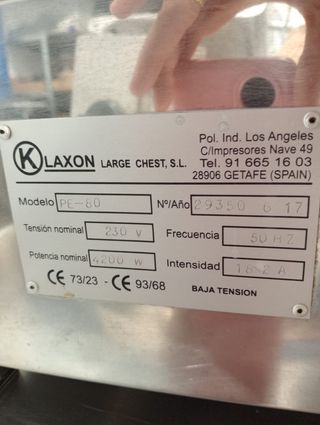 K LAXON LARGE CHEST, S.L.
Pol. Ind. Los Angeles
C/Impresores Nave 49
Tel. 91 665 16 03
28906 GETAFE (SPAIN)
Modelo PE-80 Nº/Año 29350 6 17
Tensión nominal 230 V Frecuencia 50 HZ
Potencia nominal 4200 W Intensidad 18.2 A
CE 73/23 - CE 93/68 BAJA TENSION